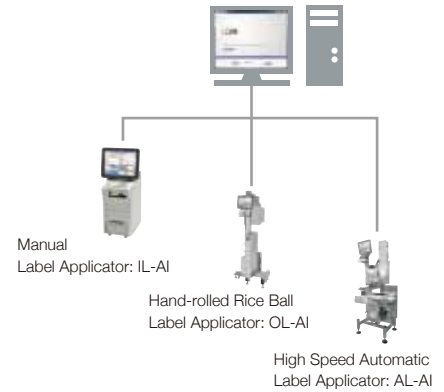 Manual
Label Applicator: IL-AI
Hand-rolled Rice Ball
Label Applicator: OL-AI
High Speed Automatic
Label Applicator: AL-AI